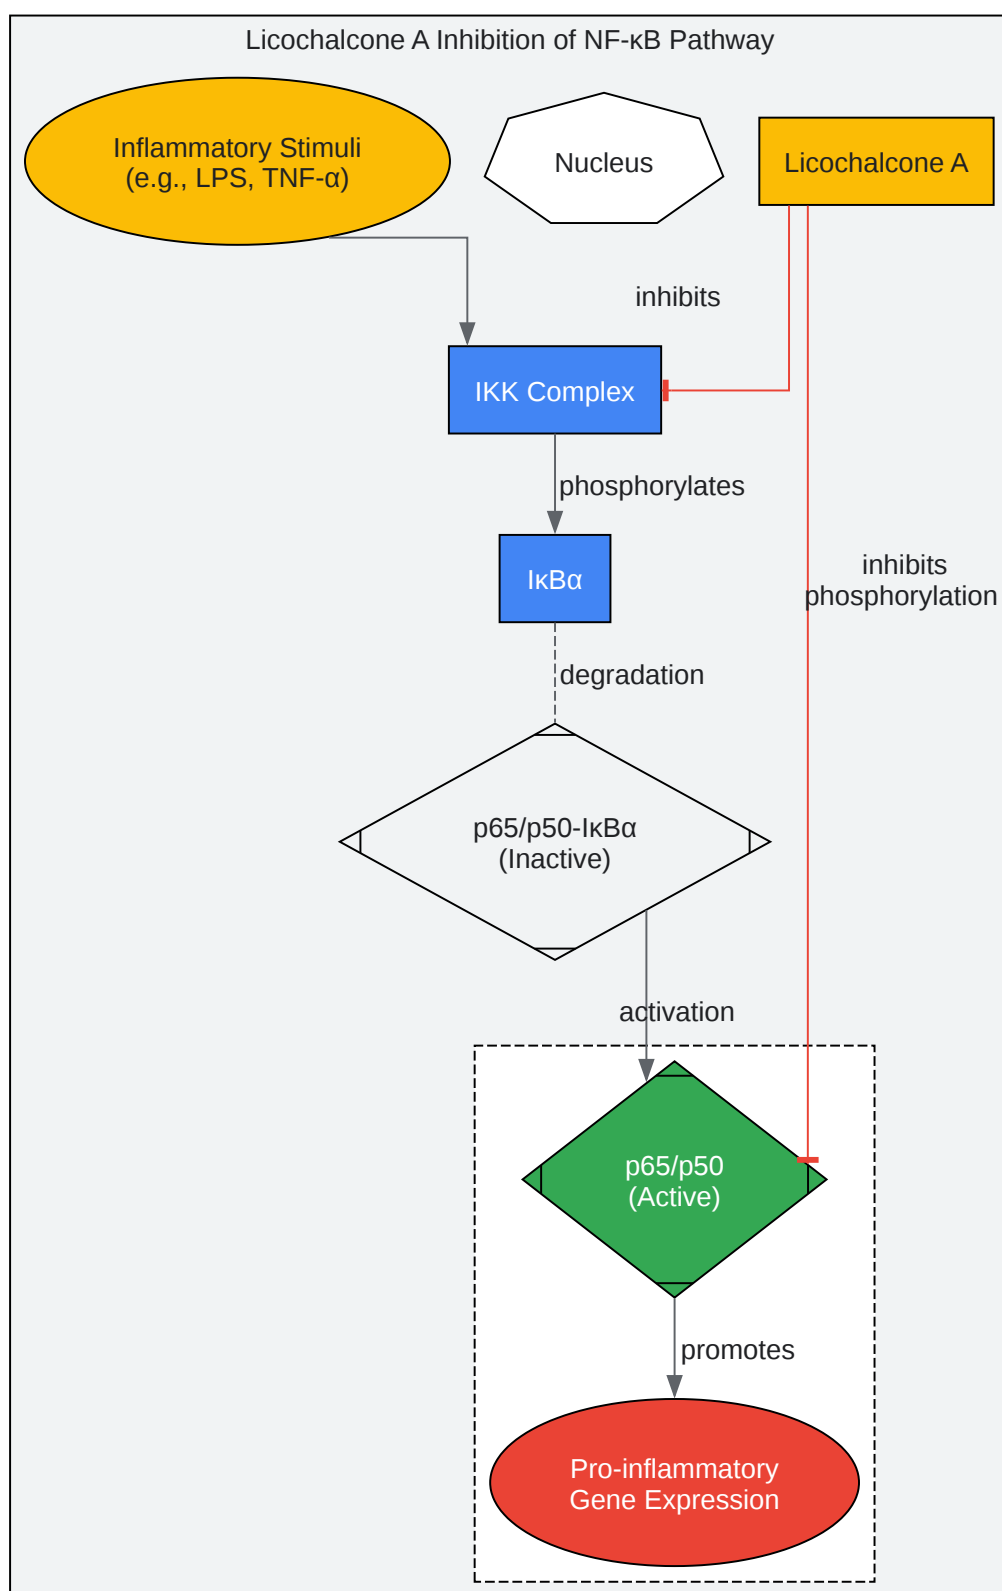 Licochalcone A Inhibition of NF-κB Pathway
Inflammatory Stimuli
(e.g., LPS, TNF-α)
Nucleus
Licochalcone A
inhibits
IKK Complex
phosphorylates
IκBα
inhibits
phosphorylation
degradation
p65/p50-IκBα
(Inactive)
activation
p65/p50
(Active)
promotes
Pro-inflammatory
Gene Expression